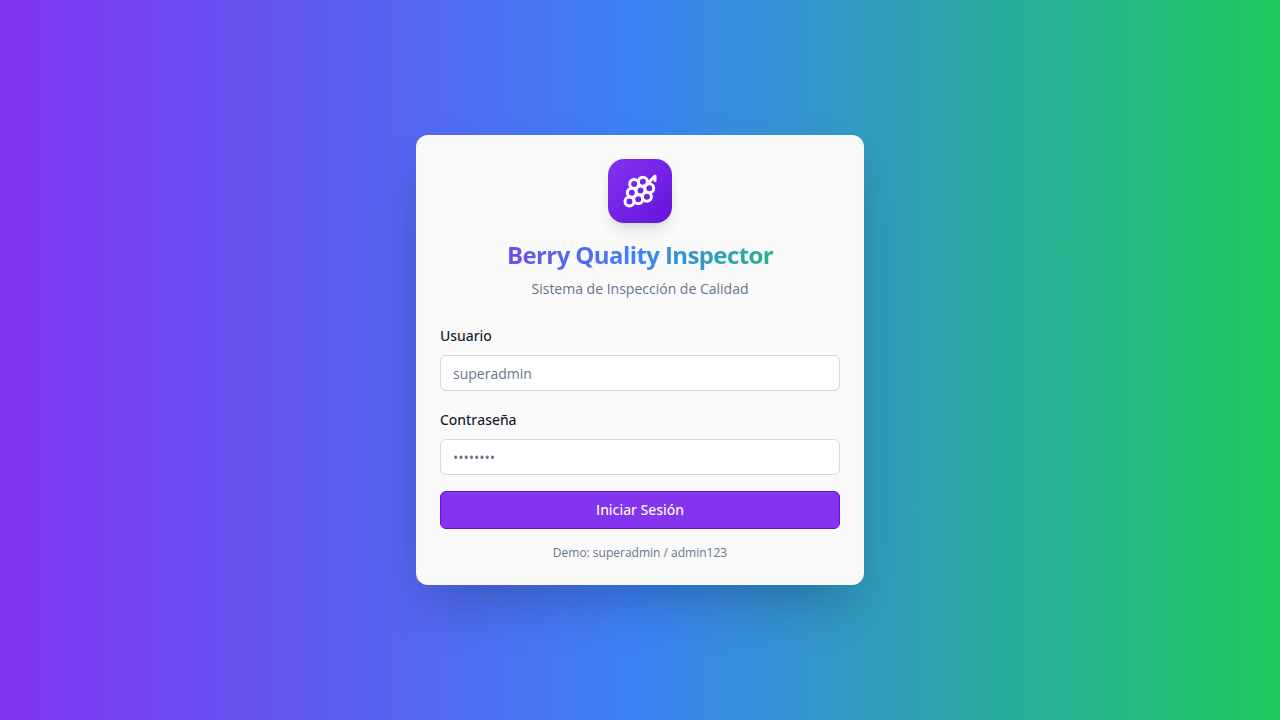 Berry Quality Inspector
Sistema de Inspección de Calidad
Usuario
superadmin
Contraseña
••••••••
Iniciar Sesión
Demo: superadmin / admin123